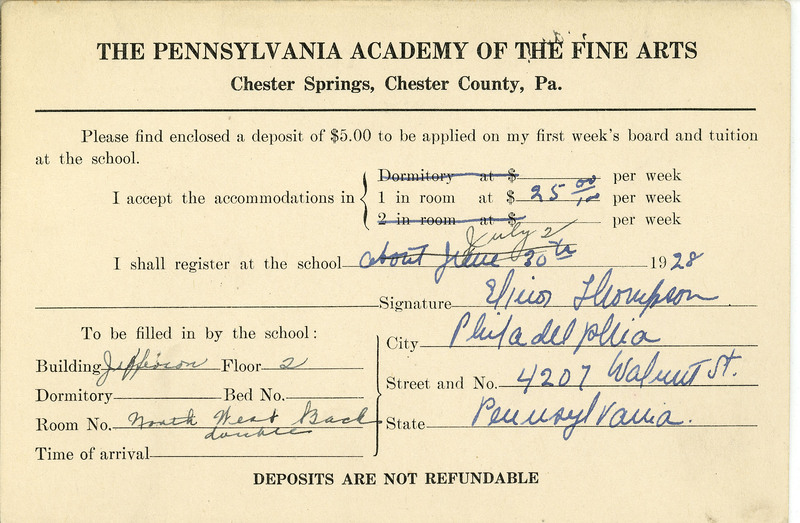 THE PENNSYLVANIA ACADEMY OF THE FINE ARTS
Chester Springs, Chester County, Pa.
Please find enclosed a deposit of $5.00 to be applied on my first week's board and tuition
at the school.
Dormitory at $ per week
I accept the accommodations in 1 in room at $ 25 00/100 per week
2 in room at $ per week
July 2
I shall register at the school about June 30th 1928
Signature Elinor Thompson
To be filled in by the school:
City Philadelphia
Building Jefferson Floor 2
Street and No. 4207 Walnut St.
Dormitory Bed No.
Room No. North West Back
double
State Pennsylvania.
Time of arrival
DEPOSITS ARE NOT REFUNDABLE